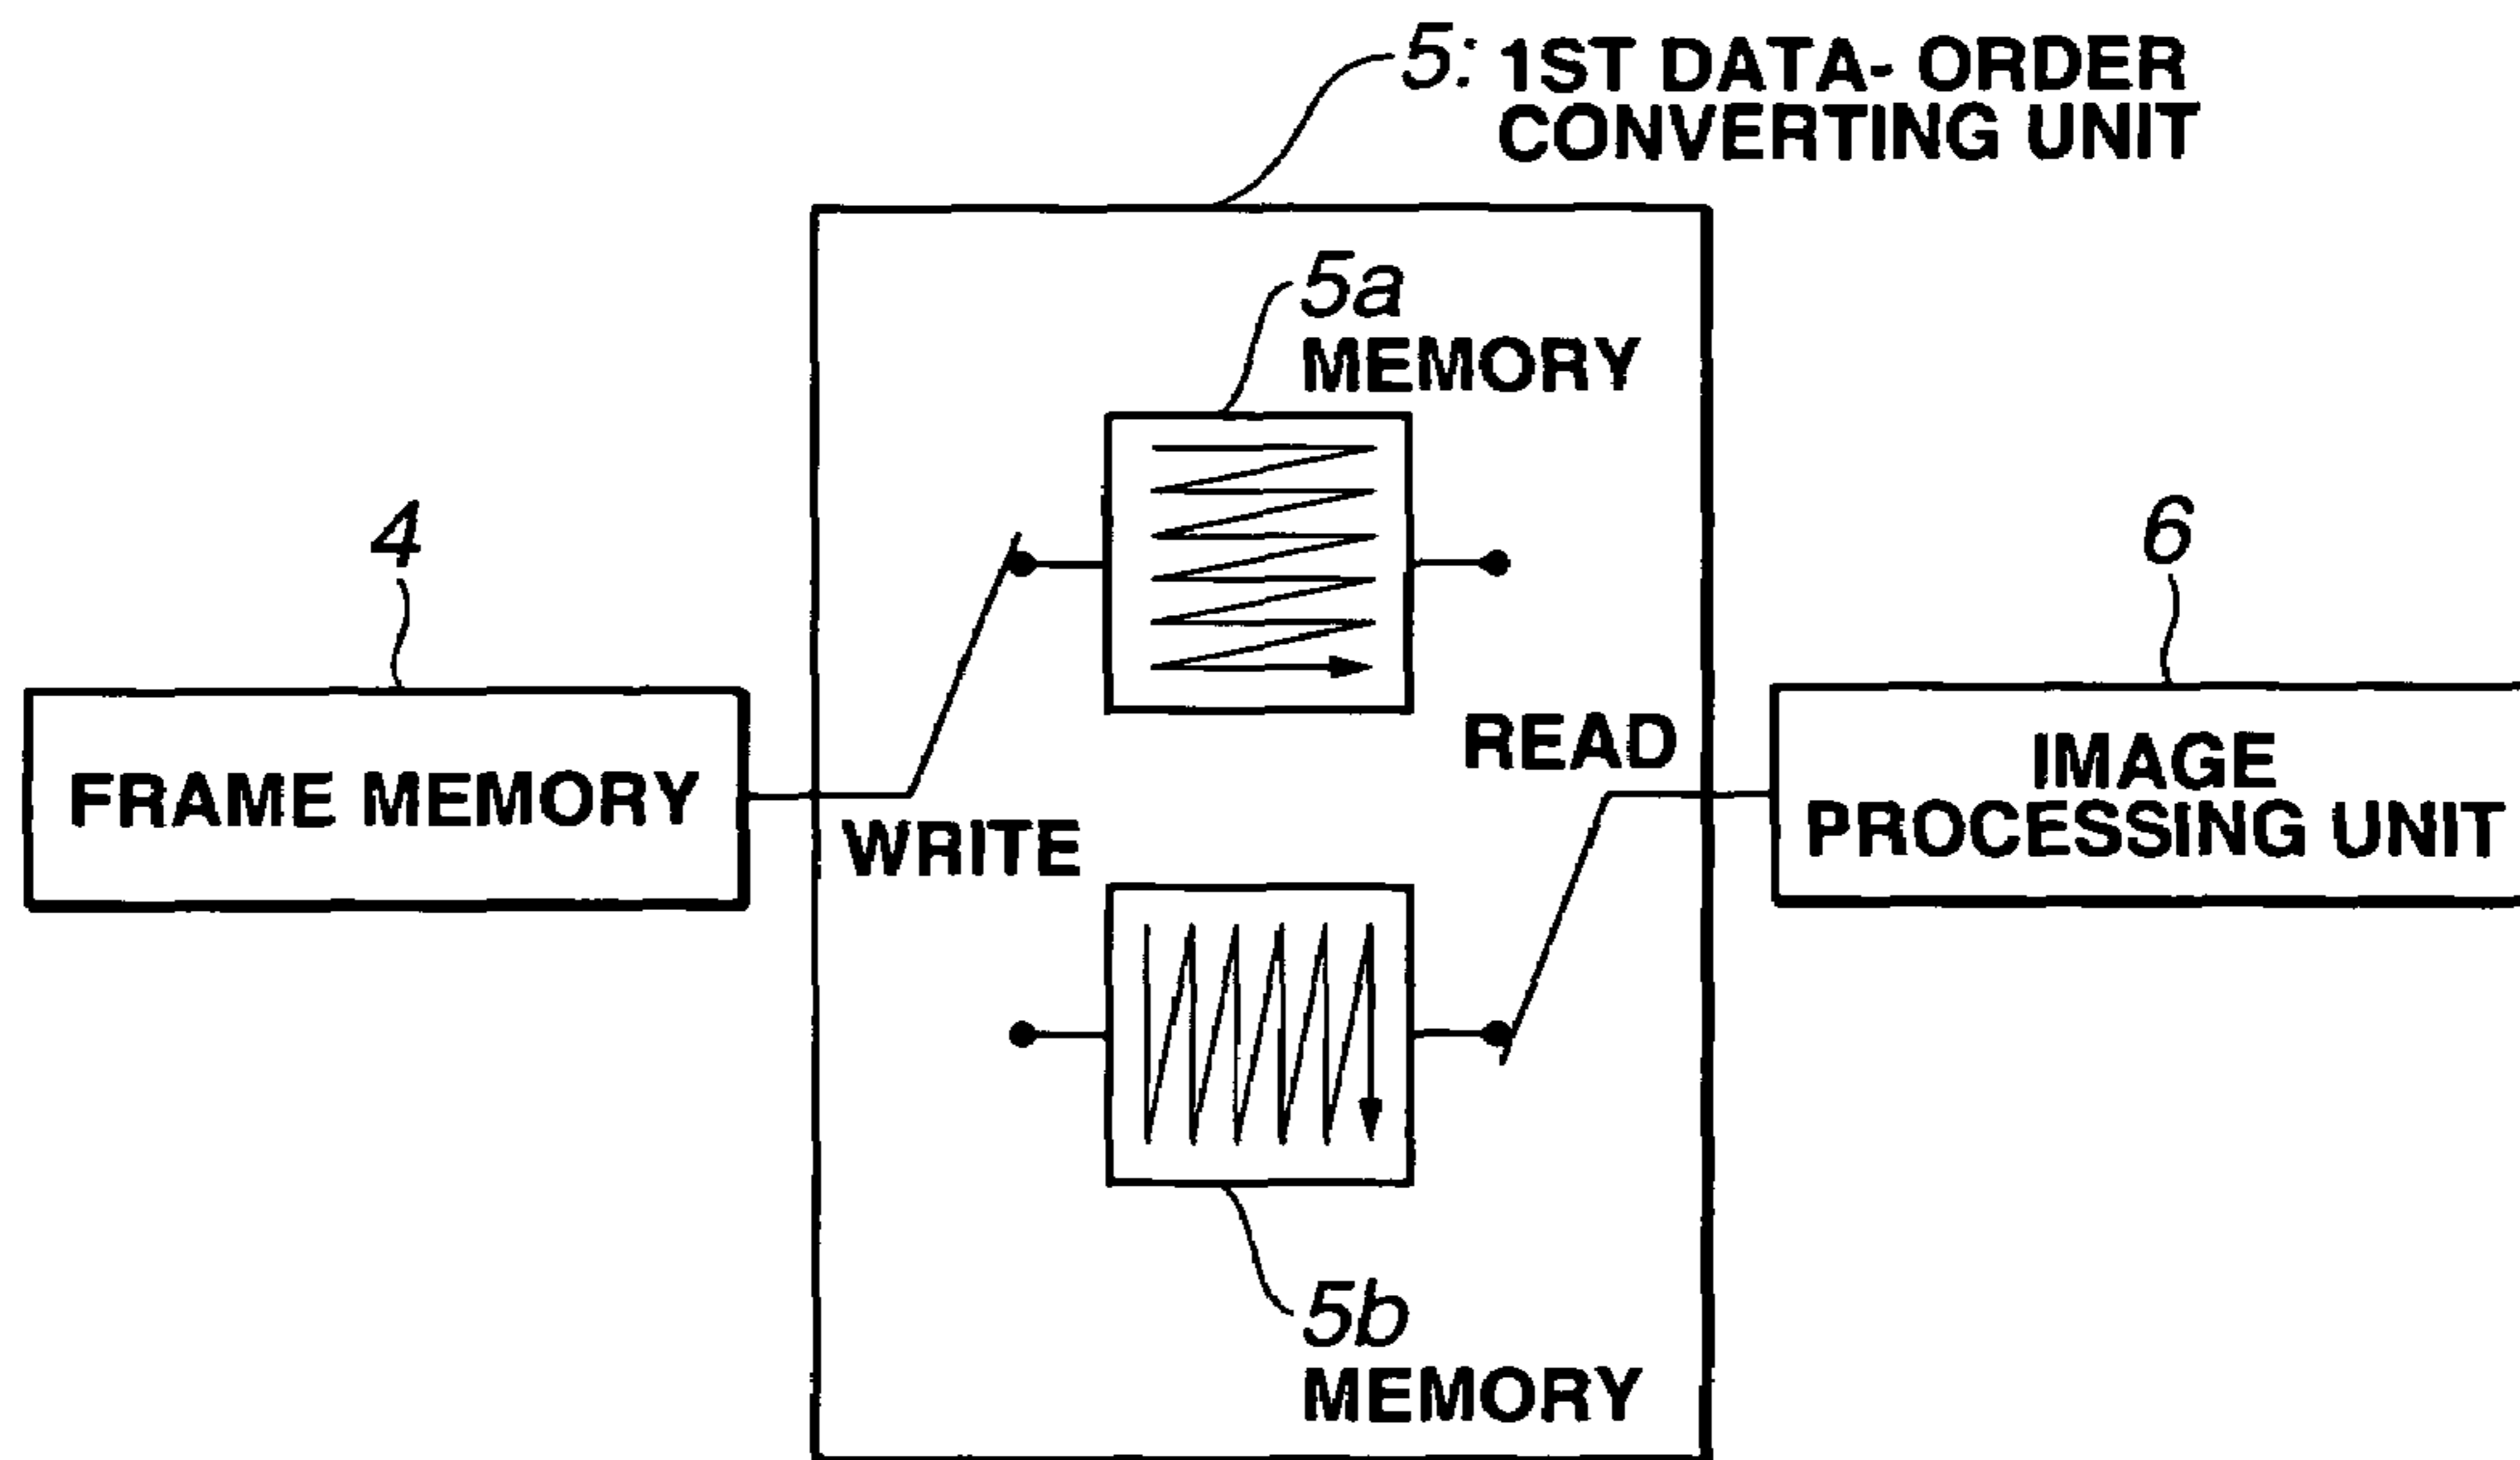 5: 1ST DATA- ORDER
CONVERTING UNIT
5a
MEMORY
4
6
FRAME MEMORY
READ
IMAGE
PROCESSING UNIT
WRITE
5b
MEMORY